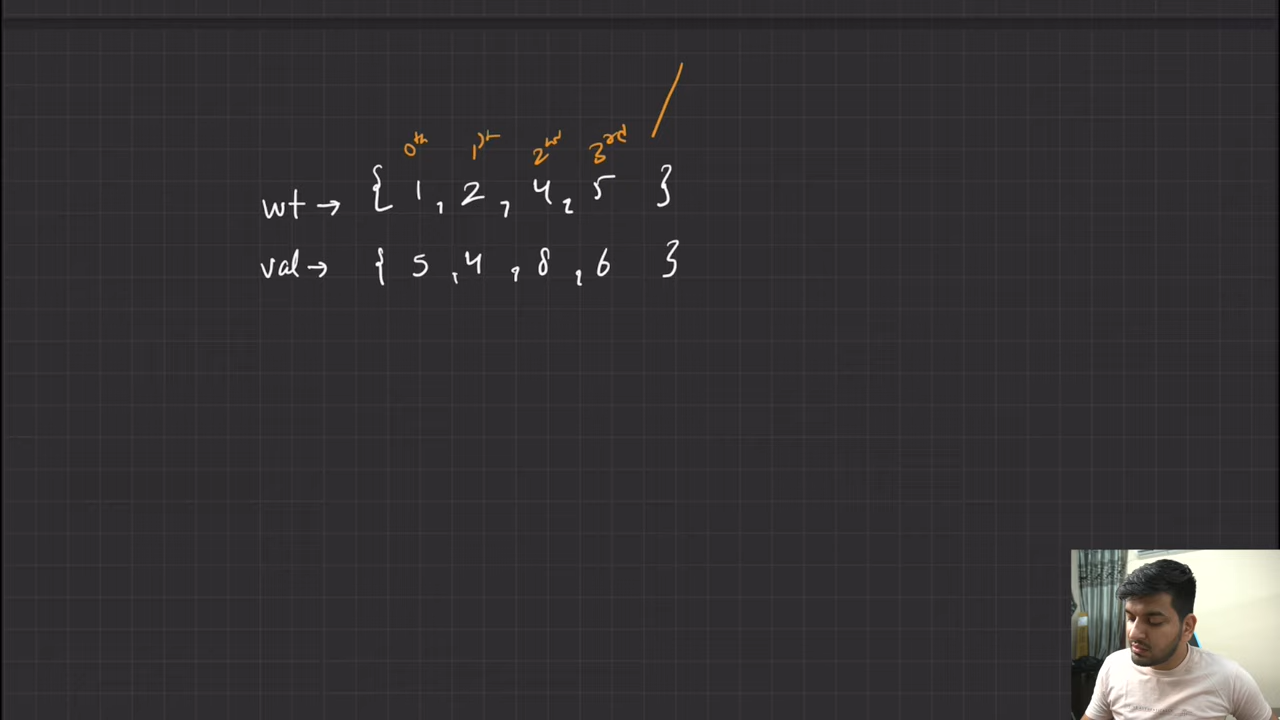 0th 1st 2nd 3rd
wt → { 1, 2, 4, 5 }
val → { 5, 4, 8, 6 }